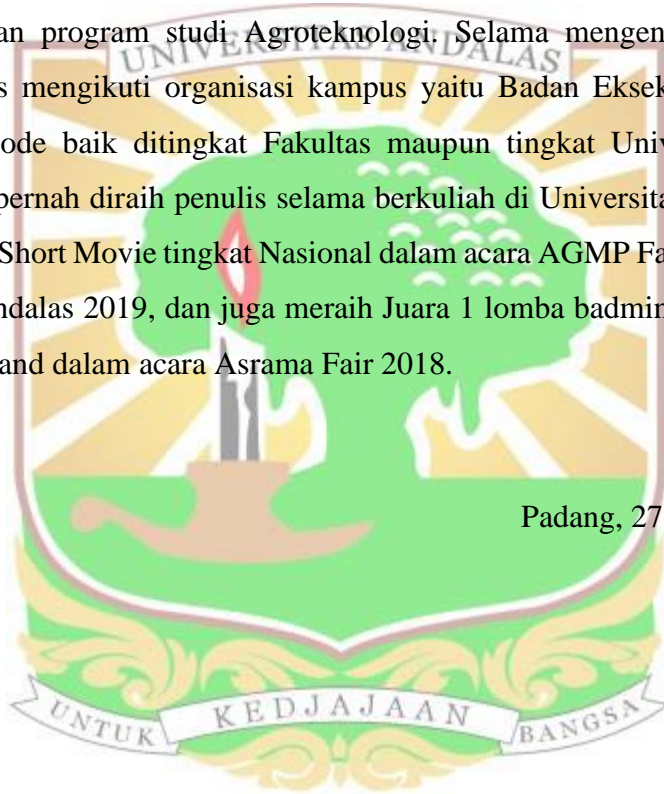 an program studi Agroteknologi. Selama mengen
UNIVERSITAS ANDALAS
s mengikuti organisasi kampus yaitu Badan Eksek
ode baik ditingkat Fakultas maupun tingkat Univ
pernah diraih penulis selama berkuliah di Universita
Short Movie tingkat Nasional dalam acara AGMP Fa
ndalas 2019, dan juga meraih Juara 1 lomba badmin
and dalam acara Asrama Fair 2018.
Padang, 27
UNTUK KEDJAJAAN BANGSA